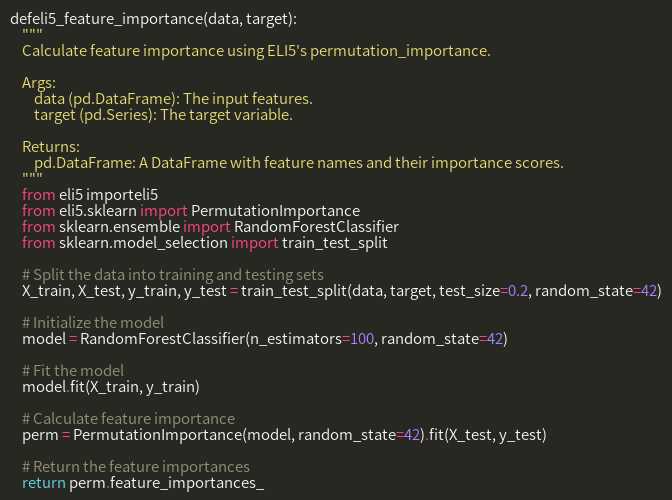 defeli5_feature_importance(data, target):
"""
Calculate feature importance using ELI5's permutation_importance.
Args:
data (pd.DataFrame): The input features.
target (pd.Series): The target variable.
Returns:
pd.DataFrame: A DataFrame with feature names and their importance scores.
"""
from eli5 importeli5
from eli5.sklearn import PermutationImportance
from sklearn.ensemble import RandomForestClassifier
from sklearn.model_selection import train_test_split
# Split the data into training and testing sets
X_train, X_test, y_train, y_test = train_test_split(data, target, test_size=0.2, random_state=42)
# Initialize the model
model = RandomForestClassifier(n_estimators=100, random_state=42)
# Fit the model
model.fit(X_train, y_train)
# Calculate feature importance
perm = PermutationImportance(model, random_state=42).fit(X_test, y_test)
# Return the feature importances
return perm.feature_importances_